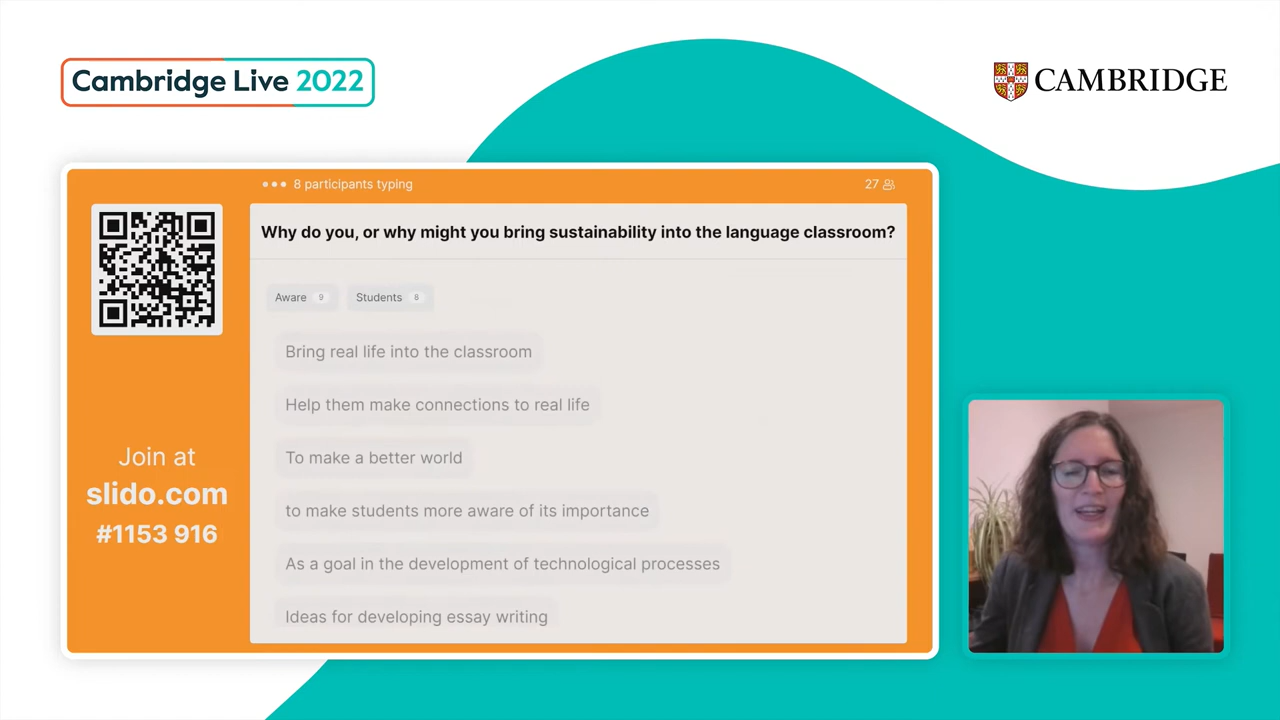 Cambridge Live 2022
CAMBRIDGE
8 participants typing
27
Why do you, or why might you bring sustainability into the language classroom?
Aware 9 Students 8
Bring real life into the classroom
Help them make connections to real life
To make a better world
to make students more aware of its importance
As a goal in the development of technological processes
Ideas for developing essay writing
Join at
slido.com
#1153 916